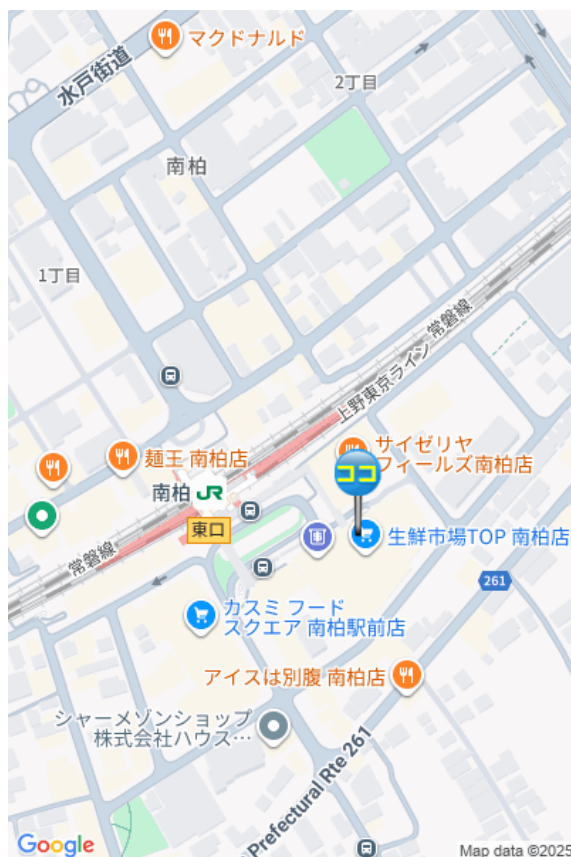 マクドナルド
水戸街道
2丁目
南柏
1丁目
常磐線
上野東京ライン
サイゼリヤ
フィールズ南柏店
麺王 南柏店
ココ
南柏 JR
東口
生鮮市場TOP 南柏店
常磐線
261
カスミ フード
スクエア 南柏駅前店
アイスは別腹 南柏店
シャーメゾンショップ
株式会社ハウス…
Prefectural Rte 261
Google
Map data ©2025